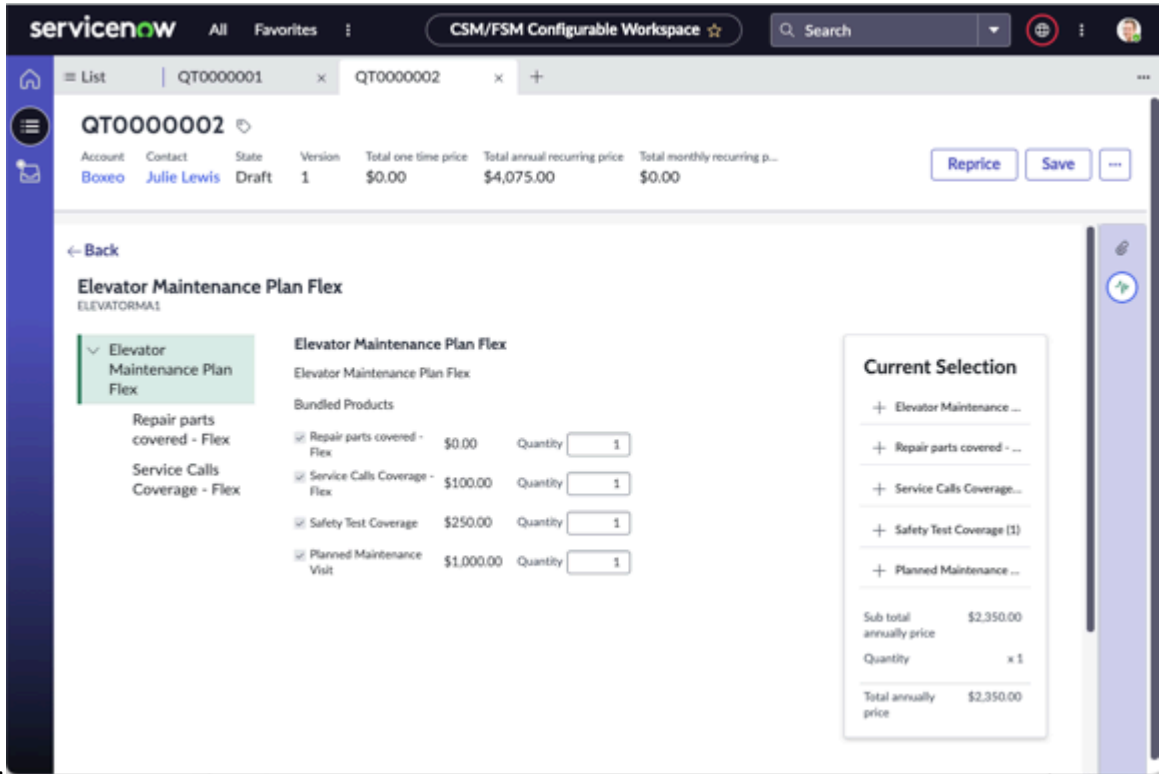 servicenow All Favorites CSM/FSM Configurable Workspace Search
List QT0000001 QT0000002
QT0000002
Account Contact State Version Total one time price Total annual recurring price Total monthly recurring p...
Boxeo Julie Lewis Draft 1 $0.00 $4,075.00 $0.00
Reprice Save
Back
Elevator Maintenance Plan Flex
ELEVATORMA1
Elevator
Maintenance Plan
Flex
Repair parts
covered - Flex
Service Calls
Coverage - Flex
Elevator Maintenance Plan Flex
Elevator Maintenance Plan Flex
Bundled Products
Repair parts covered -
Flex
$0.00 Quantity 1
Service Calls Coverage -
Flex
$100.00 Quantity 1
Safety Test Coverage $250.00 Quantity 1
Planned Maintenance
Visit
$1,000.00 Quantity 1
Current Selection
Elevator Maintenance ...
Repair parts covered - ...
Service Calls Coverage...
Safety Test Coverage (1)
Planned Maintenance ...
Sub total
annually price
$2,350.00
Quantity x 1
Total annually
price
$2,350.00